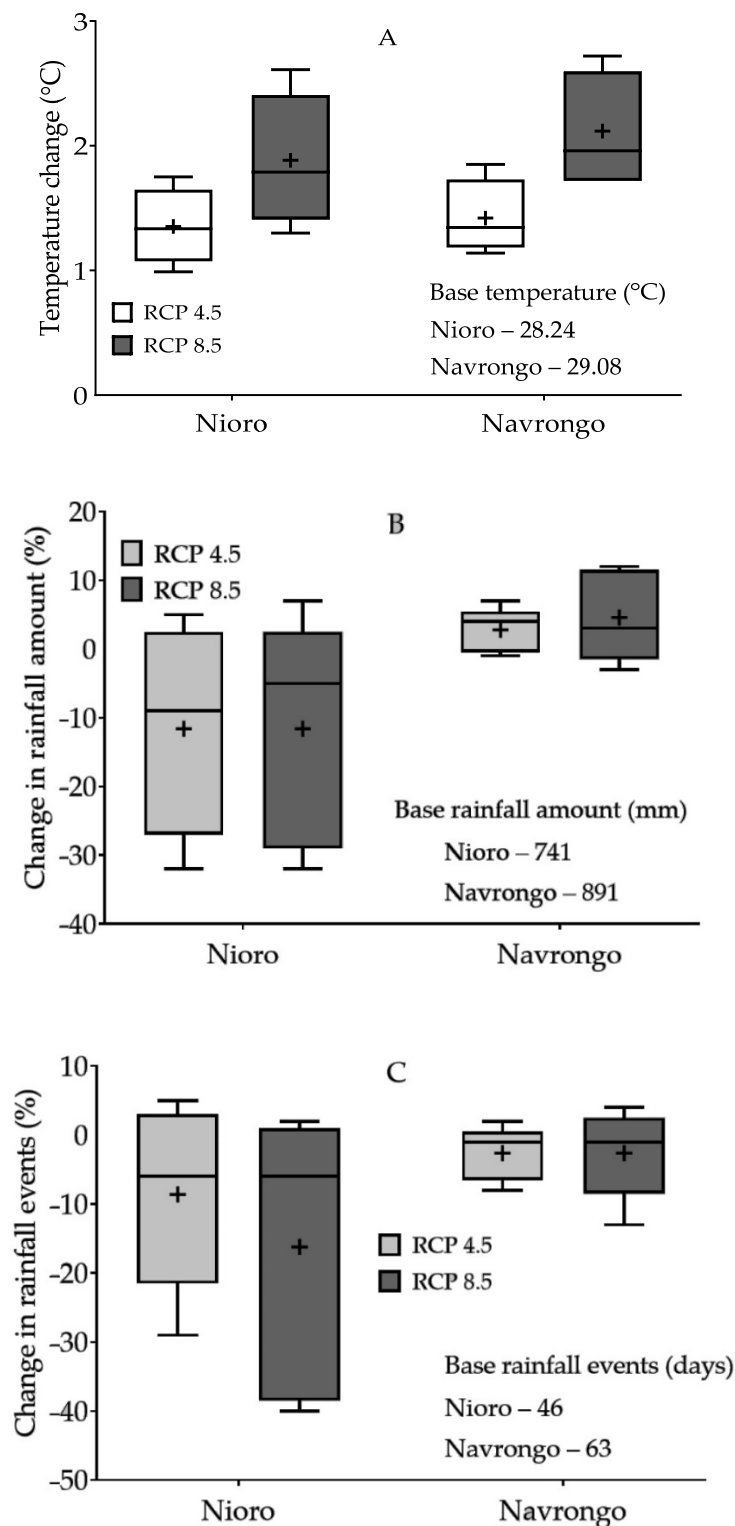 A
3
2
1
0
Temperature change (°C)
RCP 4.5
RCP 8.5
Base temperature (°C)
Nioro – 28.24
Navrongo – 29.08
Nioro
Navrongo
B
20
10
0
-10
-20
-30
-40
Change in rainfall amount (%)
RCP 4.5
RCP 8.5
Base rainfall amount (mm)
Nioro – 741
Navrongo – 891
Nioro
Navrongo
C
10
0
-10
-20
-30
-40
-50
Change in rainfall events (%)
RCP 4.5
RCP 8.5
Base rainfall events (days)
Nioro – 46
Navrongo – 63
Nioro
Navrongo